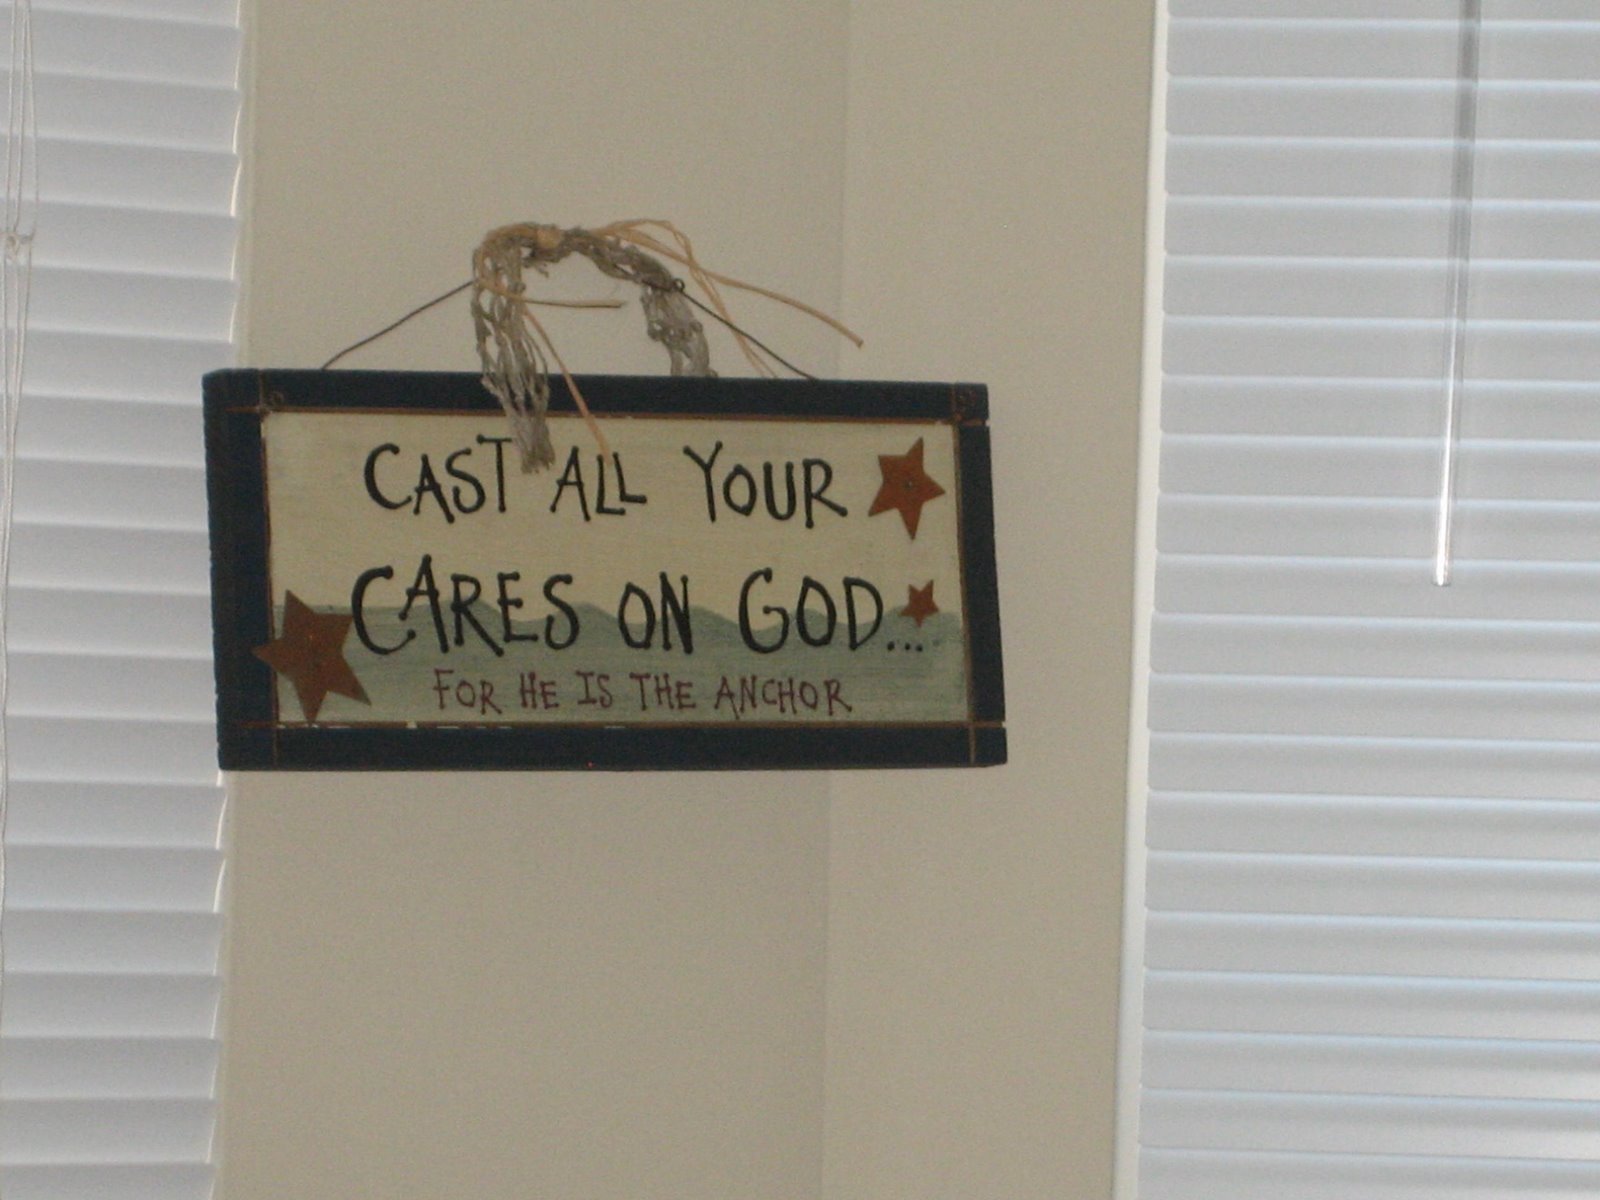 CAST ALL YOUR
CARES ON GOD...
FOR HE IS THE ANCHOR